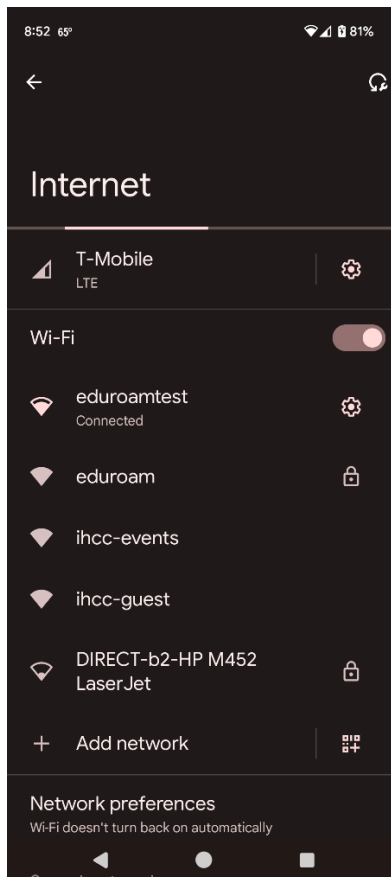 8:52 65° 81%
Internet
T-Mobile
LTE
Wi-Fi
eduroamtest
Connected
eduroam
ihcc-events
ihcc-guest
DIRECT-b2-HP M452
LaserJet
Add network
Network preferences
Wi-Fi doesn't turn back on automatically